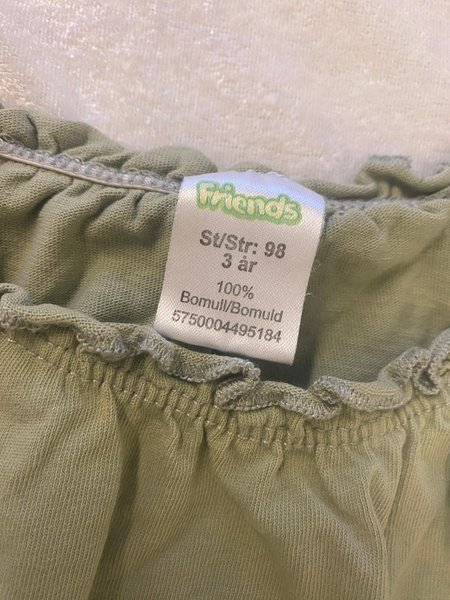 Friends
St/Str: 98
3 år
100%
Bomull/Bomuld
5750004495184